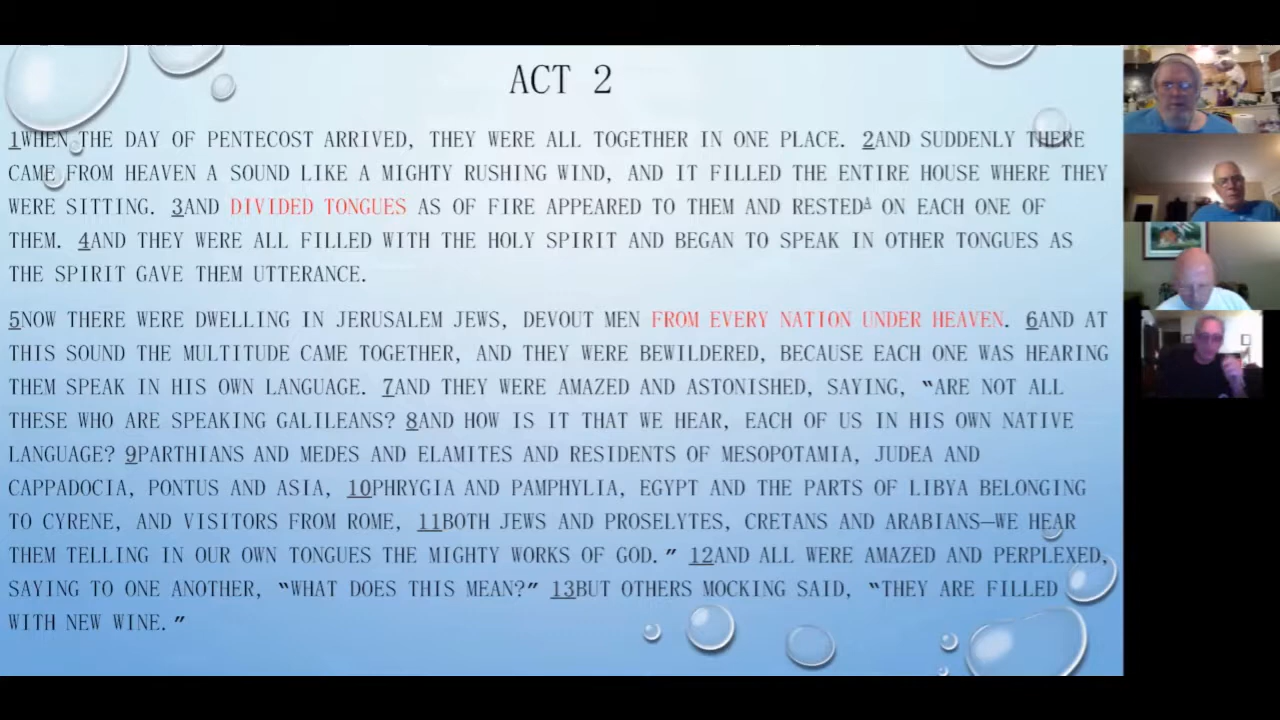 ACT 2
1WHEN THE DAY OF PENTECOST ARRIVED, THEY WERE ALL TOGETHER IN ONE PLACE. 2AND SUDDENLY THERE
CAME FROM HEAVEN A SOUND LIKE A MIGHTY RUSHING WIND, AND IT FILLED THE ENTIRE HOUSE WHERE THEY
WERE SITTING. 3AND DIVIDED TONGUES AS OF FIRE APPEARED TO THEM AND RESTEDᴬ ON EACH ONE OF
THEM. 4AND THEY WERE ALL FILLED WITH THE HOLY SPIRIT AND BEGAN TO SPEAK IN OTHER TONGUES AS
THE SPIRIT GAVE THEM UTTERANCE.
5NOW THERE WERE DWELLING IN JERUSALEM JEWS, DEVOUT MEN FROM EVERY NATION UNDER HEAVEN. 6AND AT
THIS SOUND THE MULTITUDE CAME TOGETHER, AND THEY WERE BEWILDERED, BECAUSE EACH ONE WAS HEARING
THEM SPEAK IN HIS OWN LANGUAGE. 7AND THEY WERE AMAZED AND ASTONISHED, SAYING, "ARE NOT ALL
THESE WHO ARE SPEAKING GALILEANS? 8AND HOW IS IT THAT WE HEAR, EACH OF US IN HIS OWN NATIVE
LANGUAGE? 9PARTHIANS AND MEDES AND ELAMITES AND RESIDENTS OF MESOPOTAMIA, JUDEA AND
CAPPADOCIA, PONTUS AND ASIA, 10PHRYGIA AND PAMPHYLIA, EGYPT AND THE PARTS OF LIBYA BELONGING
TO CYRENE, AND VISITORS FROM ROME, 11BOTH JEWS AND PROSELYTES, CRETANS AND ARABIANS—WE HEAR
THEM TELLING IN OUR OWN TONGUES THE MIGHTY WORKS OF GOD." 12AND ALL WERE AMAZED AND PERPLEXED,
SAYING TO ONE ANOTHER, "WHAT DOES THIS MEAN?" 13BUT OTHERS MOCKING SAID, "THEY ARE FILLED
WITH NEW WINE."